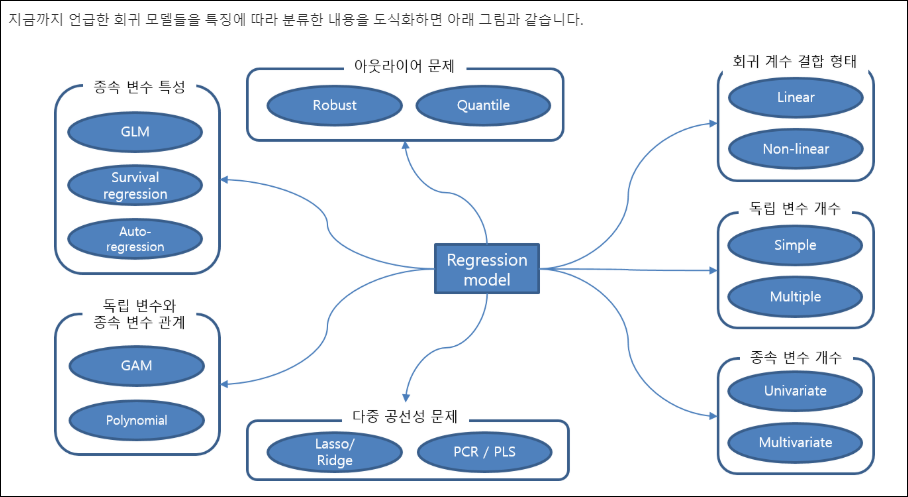 지금까지 언급한 회귀 모델들을 특징에 따라 분류한 내용을 도식화하면 아래 그림과 같습니다.
종속 변수 특성
GLM
Survival
regression
Auto-
regression
아웃라이어 문제
Robust
Quantile
회귀 계수 결합 형태
Linear
Non-linear
독립 변수 개수
Simple
Multiple
Regression
model
독립 변수와
종속 변수 관계
GAM
Polynomial
다중 공선성 문제
Lasso/
Ridge
PCR / PLS
종속 변수 개수
Univariate
Multivariate